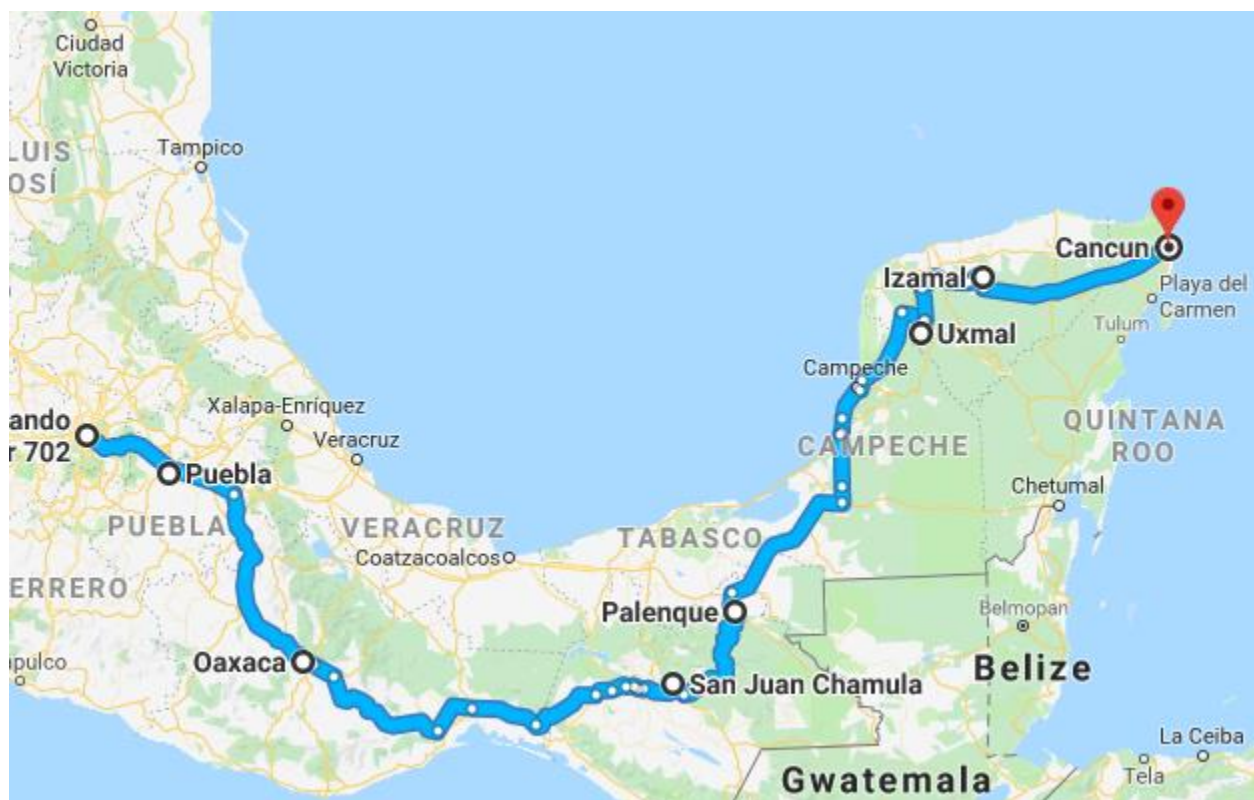 Ciudad
Victoria
LUIS
OSÍ
Tampico
Cancun
Izamal
Playa del
Carmen
Uxmal
Tulum
Campeche
Xalapa-Enríquez
ando
r 702
Veracruz
CAMPECHE
QUINTANA
ROO
Puebla
Chetumal
PUEBLA
VERACRUZ
TABASCO
Coatzacoalcos
ERRERO
Palenque
Belmopan
Oaxaca
pulco
San Juan Chamula
Belize
La Ceiba
Gwatemala
Tela